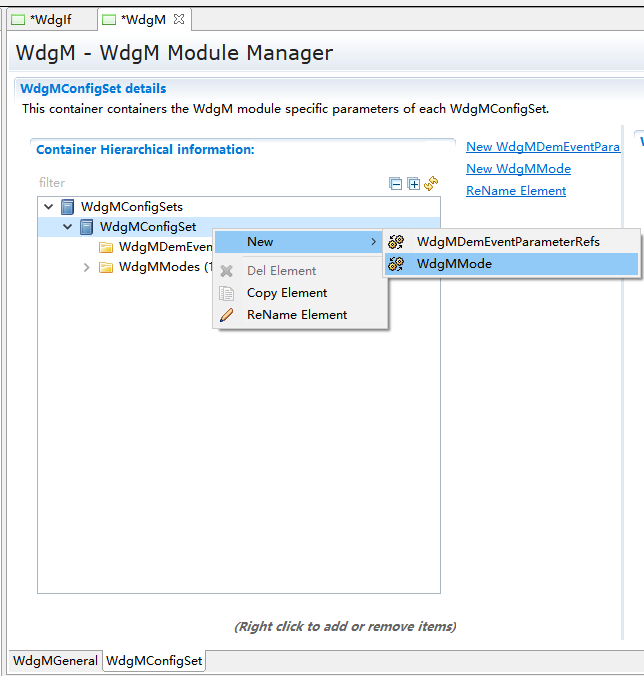 *WdgIf
*WdgM
WdgM - WdgM Module Manager
WdgMConfigSet details
This container containers the WdgM module specific parameters of each WdgMConfigSet.
Container Hierarchical information:
New WdgMDemEventPara
New WdgMMode
ReName Element
filter
WdgMConfigSets
WdgMConfigSet
WdgMDemEven
WdgMModes (1
New
Del Element
Copy Element
ReName Element
WdgMDemEventParameterRefs
WdgMMode
(Right click to add or remove items)
WdgMGeneral
WdgMConfigSet